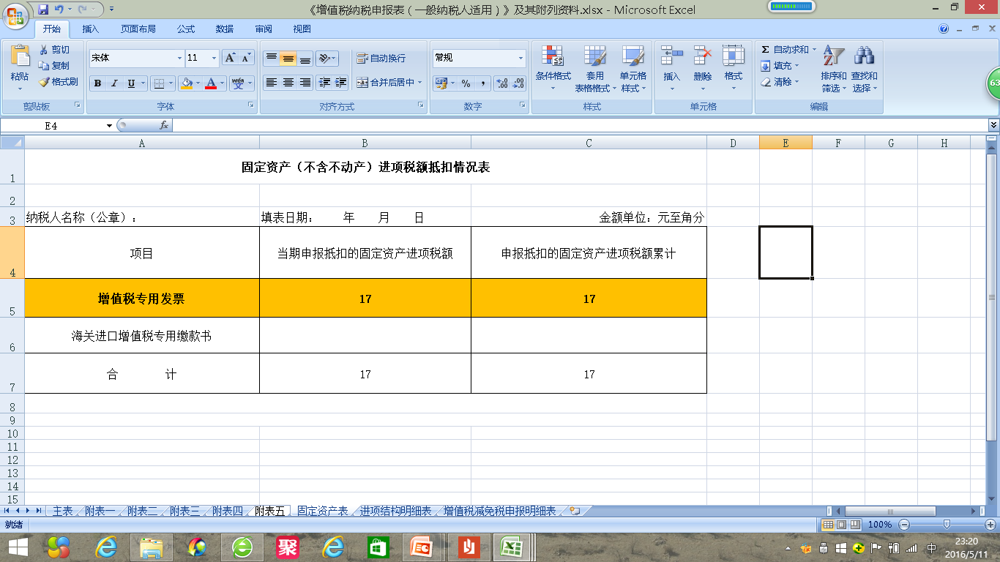 《增值税纳税申报表（一般纳税人适用）》及其附列资料.xlsx - Microsoft Excel
开始 插入 页面布局 公式 数据 审阅 视图
粘贴 剪切 复制 格式刷
宋体 11
B I U A wén 变
自动换行
合并后居中
常规
% , .0 .00
条件格式 套用表格格式 单元格样式
插入 删除 格式
Σ 自动求和 填充 清除
排序和筛选 查找和选择
剪贴板 字体 对齐方式 数字 样式 单元格 编辑
63
E4 fx
A B C D E F G H
1 固定资产（不含不动产）进项税额抵扣情况表
2
3 纳税人名称（公章）： 填表日期： 年 月 日 金额单位：元至角分
4 项目 当期申报抵扣的固定资产进项税额 申报抵扣的固定资产进项税额累计
5 增值税专用发票 17 17
6 海关进口增值税专用缴款书
7 合 计 17 17
8
9
10
11
12
13
14
15
主表 附表一 附表二 附表三 附表四 附表五 固定资产表 进项结构明细表 增值税减免税申报明细表
就绪 100%
聚 中 23:20
2016/5/11